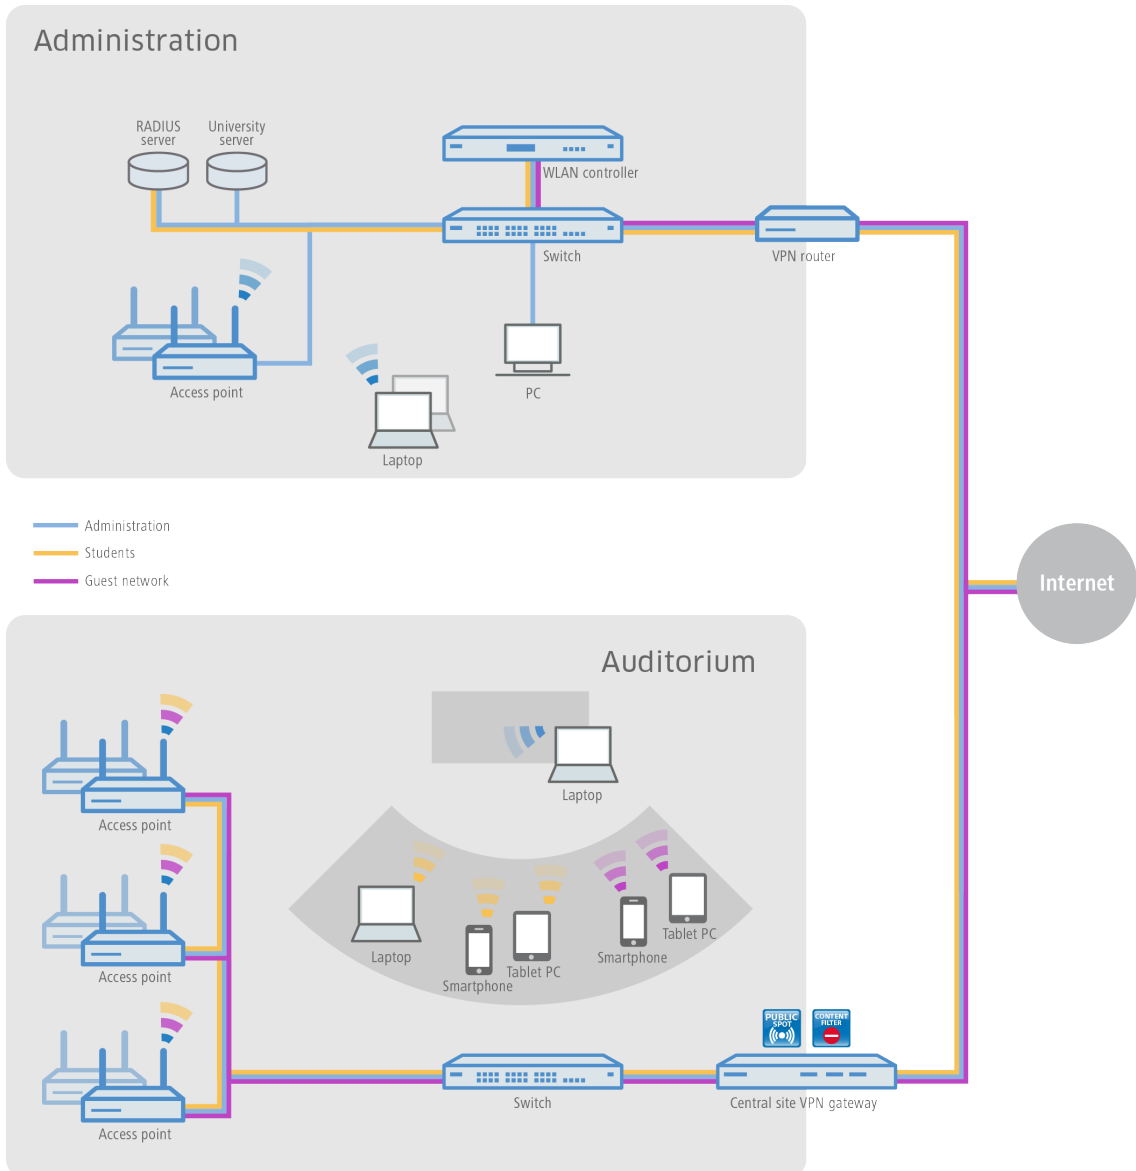 Administration
RADIUS
server
University
server
WLAN controller
Switch
VPN router
Access point
PC
Laptop
Administration
Students
Guest network
Internet
Auditorium
Laptop
Access point
Access point
Access point
Laptop
Smartphone
Tablet PC
Smartphone
Tablet PC
PUBLIC
SPOT
CONTENT
FILTER
Switch
Central site VPN gateway